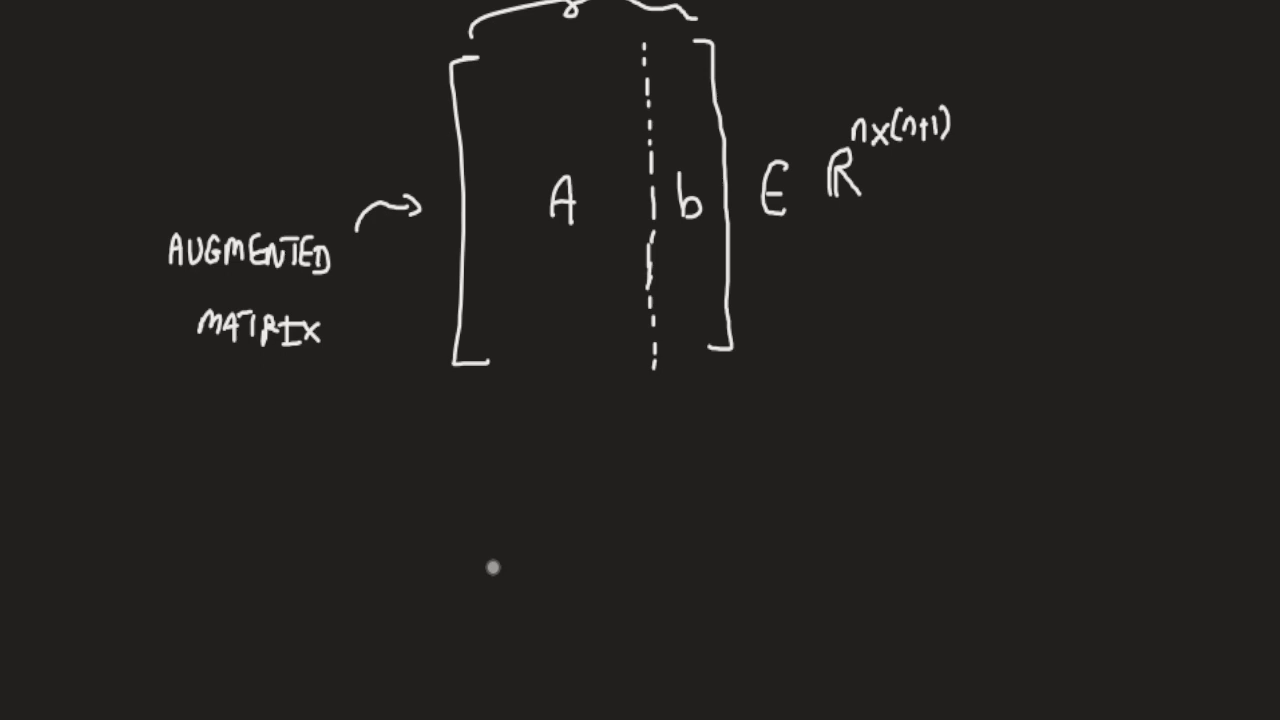 [ A ¦ b ] ∈ ℝ^{n×(n+1)}
AUGMENTED
MATRIX